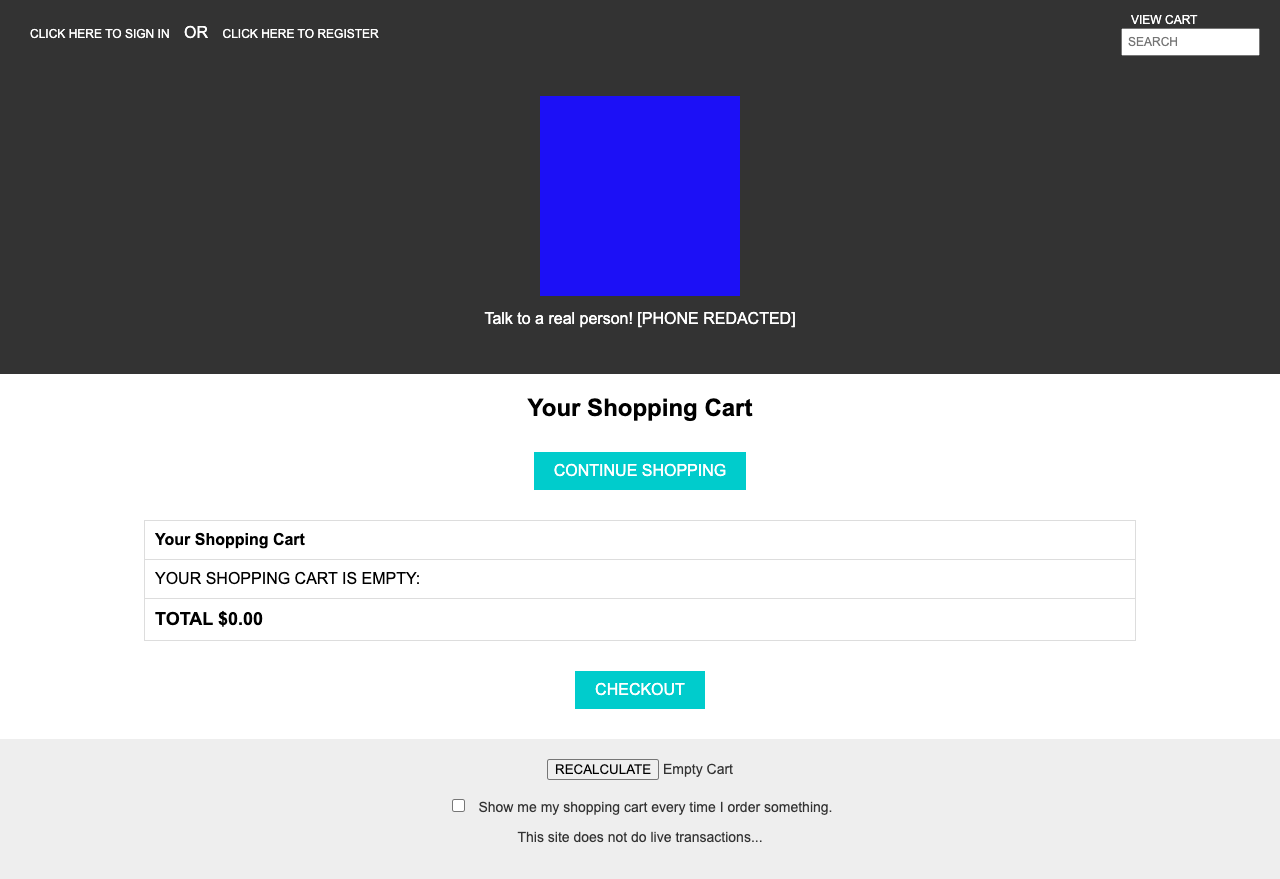 CLICK HERE TO SIGN IN OR CLICK HERE TO REGISTER
VIEW CART
SEARCH
Talk to a real person! [PHONE REDACTED]
Your Shopping Cart
CONTINUE SHOPPING
Your Shopping Cart
YOUR SHOPPING CART IS EMPTY:
TOTAL $0.00
CHECKOUT
RECALCULATE Empty Cart
Show me my shopping cart every time I order something.
This site does not do live transactions...